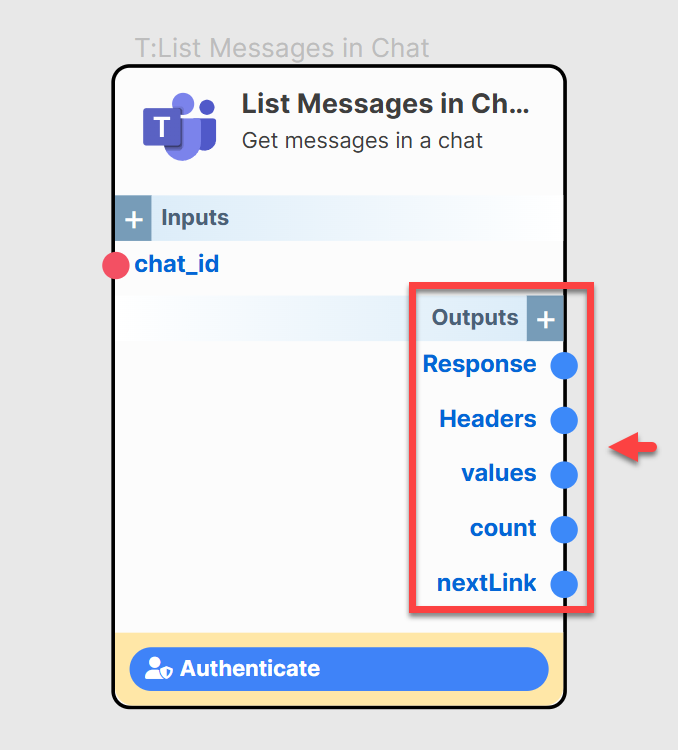 T:List Messages in Chat
T
List Messages in Ch...
Get messages in a chat
+ Inputs
chat_id
Outputs +
Response
Headers
values
count
nextLink
Authenticate